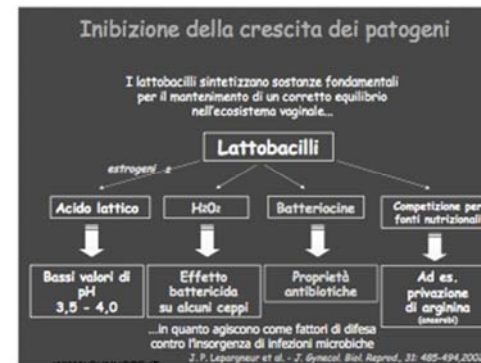 Inibizione della crescita dei patogeni
I lattobacilli sintetizzano sostanze fondamentali
per il mantenimento di un corretto equilibrio
nell'ecosistema vaginale...
Lattobacilli
estrogeni
Acido lattico
H2O2
Batteriocine
Competizione per
fonti nutrizionali
Bassi valori di
pH
3,5 - 4,0
Effetto
battericida
su alcuni ceppi
Proprietà
antibiotiche
Ad es.
privazione
di arginina
(anaerobi)
...in quanto agiscono come fattori di difesa
contro l'insorgenza di infezioni microbiche
J. P. Lepargneur et al. - J. Gynecol. Biol. Reprod., 31: 485-494,2002